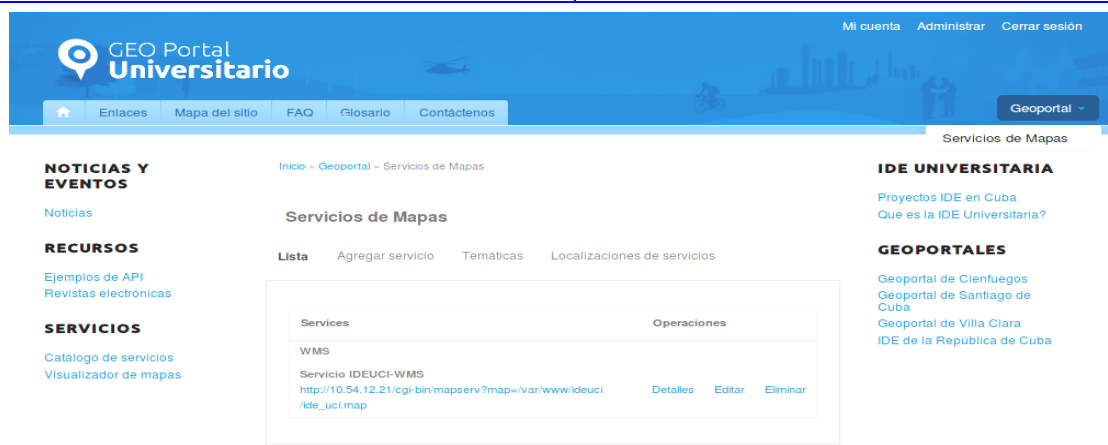 Mi cuenta Administrar Cerrar sesión
GEO Portal
Universitario
Enlaces Mapa del sitio FAQ Glosario Contáctenos
Geoportal
Servicios de Mapas
NOTICIAS Y
EVENTOS
Noticias
RECURSOS
Ejemplos de API
Revistas electrónicas
SERVICIOS
Catálogo de servicios
Visualizador de mapas
Inicio » Geoportal » Servicios de Mapas
Servicios de Mapas
Lista Agregar servicio Temáticas Localizaciones de servicio
Services Operaciones
WMS
Servicio IDEUCI-WMS
http://10.54.12.21/cgi-bin/mapserv?map=/var/www/ideuci
/ide_uci.map
Detalles Editar Eliminar
IDE UNIVERSITARIA
Proyectos IDE en Cuba
Qué es la IDE Universitaria?
GEOPORTALES
Geoportal de Cienfuegos
Geoportal de Santiago de
Cuba
Geoportal de Villa Clara
IDE de la República de Cuba